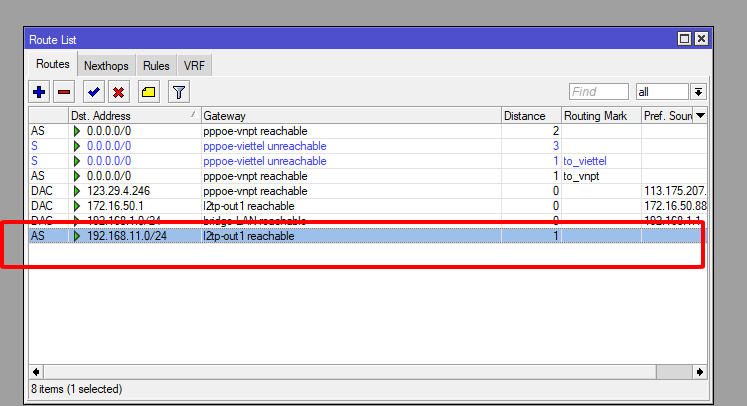 Route List
Routes Nexthops Rules VRF
Find all
Dst. Address Gateway Distance Routing Mark Pref. Sour
AS 0.0.0.0/0 pppoe-vnpt reachable 2
S 0.0.0.0/0 pppoe-viettel unreachable 3
S 0.0.0.0/0 pppoe-viettel unreachable 1 to_viettel
AS 0.0.0.0/0 pppoe-vnpt reachable 1 to_vnpt
DAC 123.29.4.246 pppoe-vnpt reachable 0 113.175.207.
DAC 172.16.50.1 l2tp-out1 reachable 0 172.16.50.88
DAC 192.168.1.0/24 bridge-LAN reachable 0 192.168.1.1
AS 192.168.11.0/24 l2tp-out1 reachable 1
8 items (1 selected)